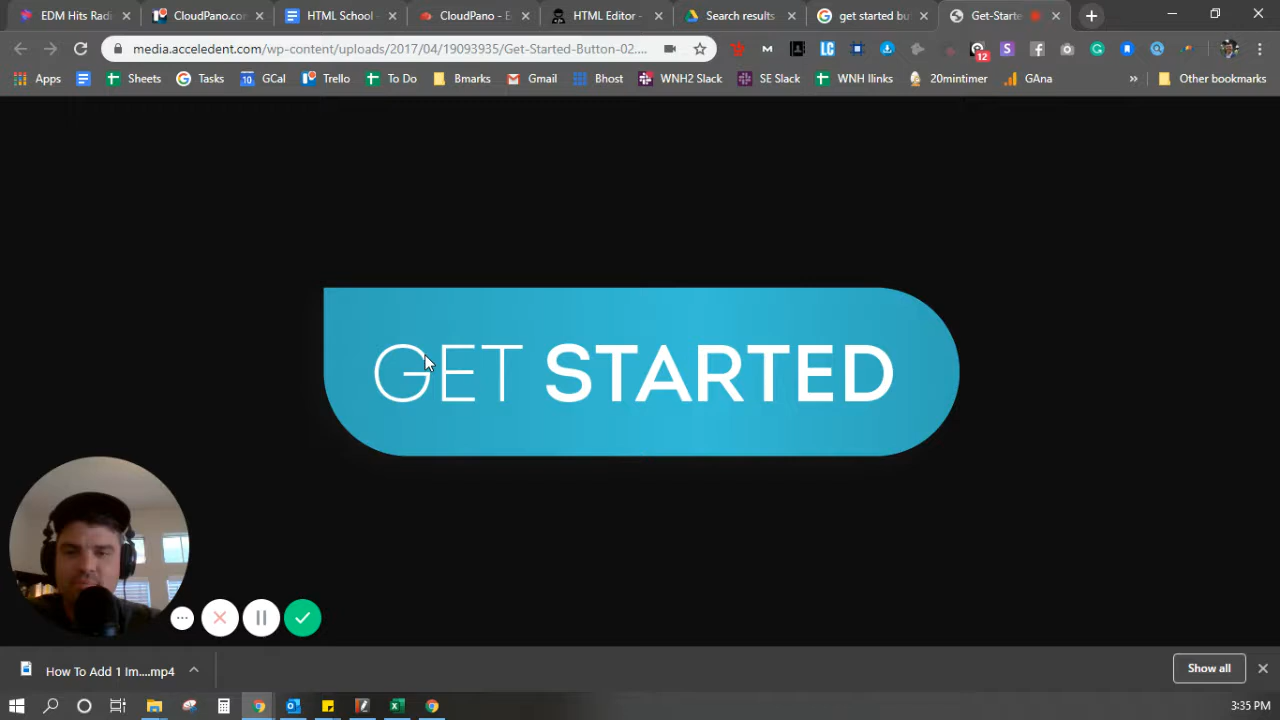 EDM Hits Radi
CloudPano.co
HTML School -
CloudPano - E
HTML Editor -
Search results
get started bu
Get-Starte
media.acceledent.com/wp-content/uploads/2017/04/19093935/Get-Started-Button-02....
LC
S
12
Apps
Sheets
Tasks
10 GCal
Trello
To Do
Bmarks
Gmail
Bhost
WNH2 Slack
SE Slack
WNH llinks
20mintimer
GAna
»
Other bookmarks
GET STARTED
How To Add 1 Im....mp4
Show all
3:35 PM